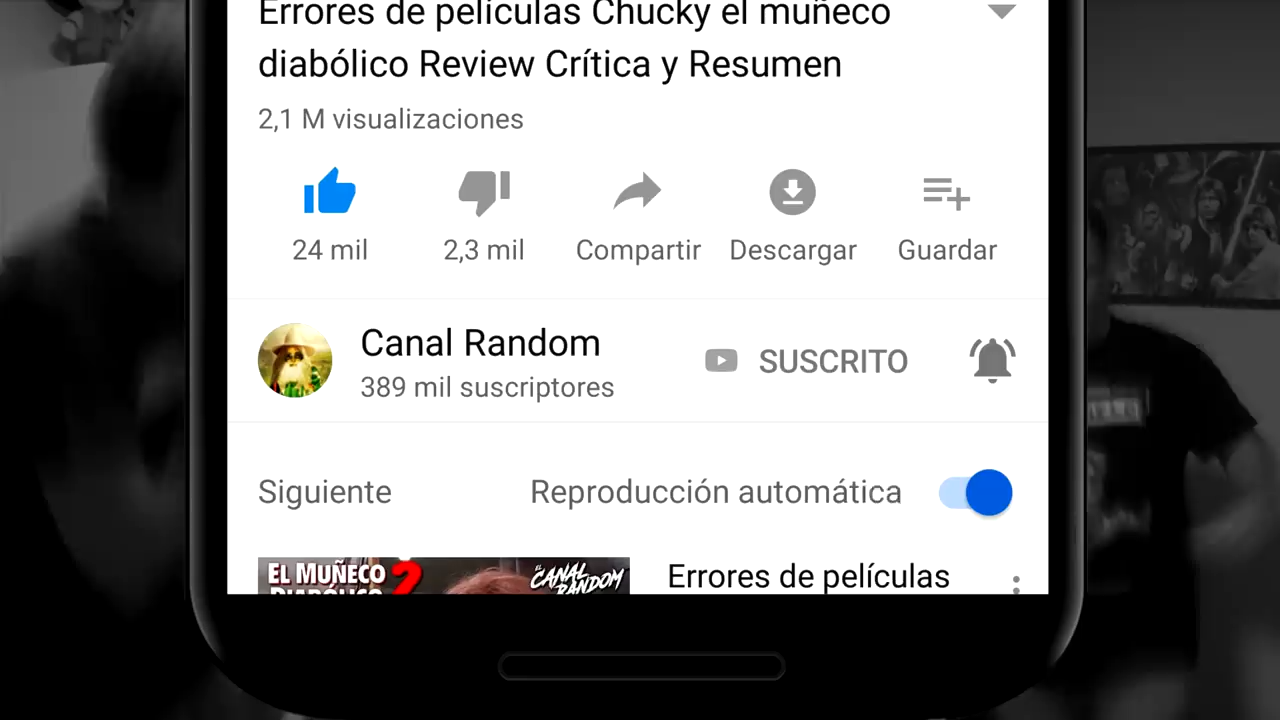 Errores de películas Chucky el muñeco
diabólico Review Crítica y Resumen
2,1 M visualizaciones
24 mil
2,3 mil
Compartir
Descargar
Guardar
Canal Random
389 mil suscriptores
SUSCRITO
Siguiente
Reproducción automática
EL MUÑECO
DIABÓLICO 2
EL CANAL RANDOM
Errores de películas